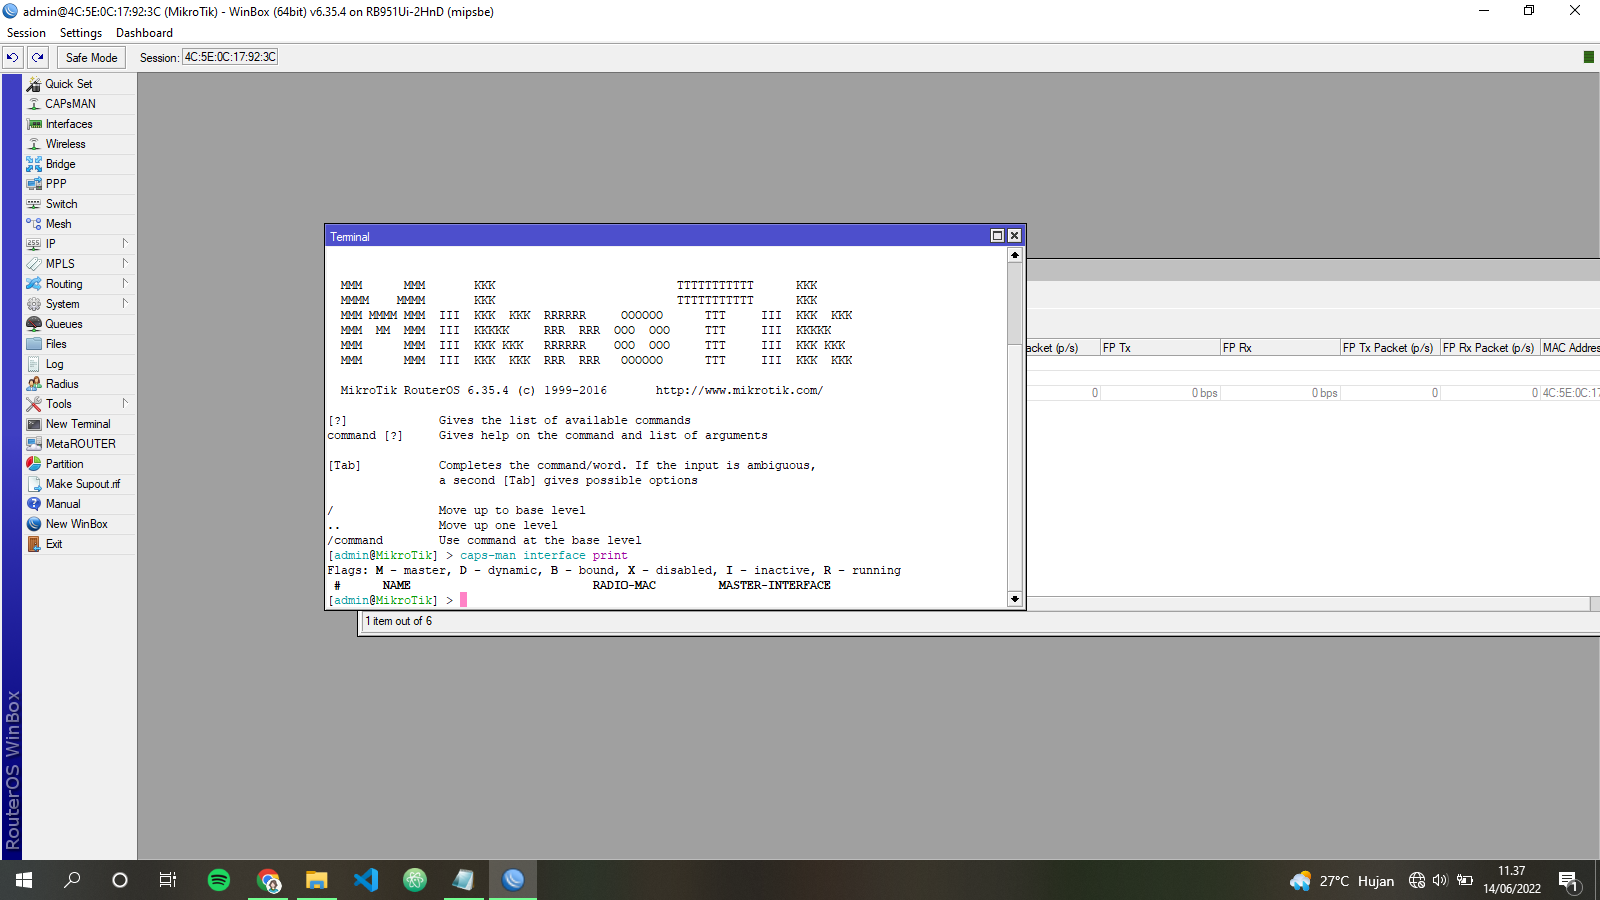 admin@4C:5E:0C:17:92:3C (MikroTik) - WinBox (64bit) v6.35.4 on RB951Ui-2HnD (mipsbe)
Session Settings Dashboard
Safe Mode Session: 4C:5E:0C:17:92:3C
Quick Set
CAPsMAN
Interfaces
Wireless
Bridge
PPP
Switch
Mesh
IP
MPLS
Routing
System
Queues
Files
Log
Radius
Tools
New Terminal
MetaROUTER
Partition
Make Supout.rif
Manual
New WinBox
Exit
RouterOS WinBox
Terminal
MMM      MMM       KKK                          TTTTTTTTTTT      KKK
MMMM    MMMM       KKK                          TTTTTTTTTTT      KKK
MMM MMMM MMM  III  KKK  KKK  RRRRRR     OOOOOO      TTT     III  KKK  KKK
MMM  MM  MMM  III  KKKKK     RRR  RRR  OOO  OOO     TTT     III  KKKKK
MMM      MMM  III  KKK KKK   RRRRRR    OOO  OOO     TTT     III  KKK KKK
MMM      MMM  III  KKK  KKK  RRR  RRR   OOOOOO      TTT     III  KKK  KKK
MikroTik RouterOS 6.35.4 (c) 1999-2016       http://www.mikrotik.com/
[?]             Gives the list of available commands
command [?]     Gives help on the command and list of arguments
[Tab]           Completes the command/word. If the input is ambiguous,
a second [Tab] gives possible options
/               Move up to base level
..              Move up one level
/command        Use command at the base level
[admin@MikroTik] > caps-man interface print
Flags: M - master, D - dynamic, B - bound, X - disabled, I - inactive, R - running
#      NAME                          RADIO-MAC         MASTER-INTERFACE
[admin@MikroTik] >
acket (p/s) FP Tx FP Rx FP Tx Packet (p/s) FP Rx Packet (p/s) MAC Addres
0 0 bps 0 bps 0 0 4C:5E:0C:17
1 item out of 6
27°C Hujan
11.37
14/06/2022
1